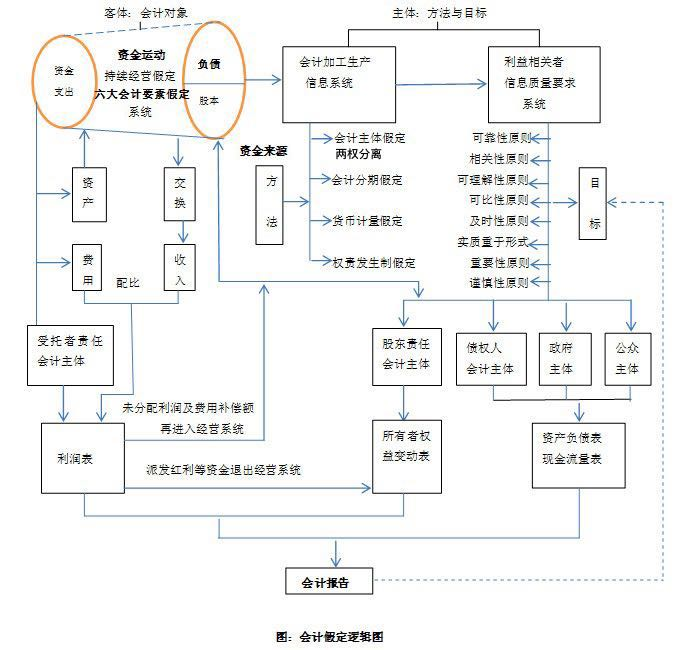 客体：会计对象
主体：方法与目标
资金
支出
资金运动
持续经营假定
六大会计要素假定
系统
负债
股本
会计加工生产
信息系统
利益相关者
信息质量要求
系统
资金来源
方
法
会计主体假定
两权分离
会计分期假定
货币计量假定
权责发生制假定
可靠性原则
相关性原则
可理解性原则
可比性原则
及时性原则
实质重于形式
重要性原则
谨慎性原则
目
标
资
产
交
换
费
用
配比
收
入
受托者责任
会计主体
股东责任
会计主体
债权人
会计主体
政府
主体
公众
主体
未分配利润及费用补偿额
再进入经营系统
利润表
派发红利等资金退出经营系统
所有者权
益变动表
资产负债表
现金流量表
会计报告
图：会计假定逻辑图